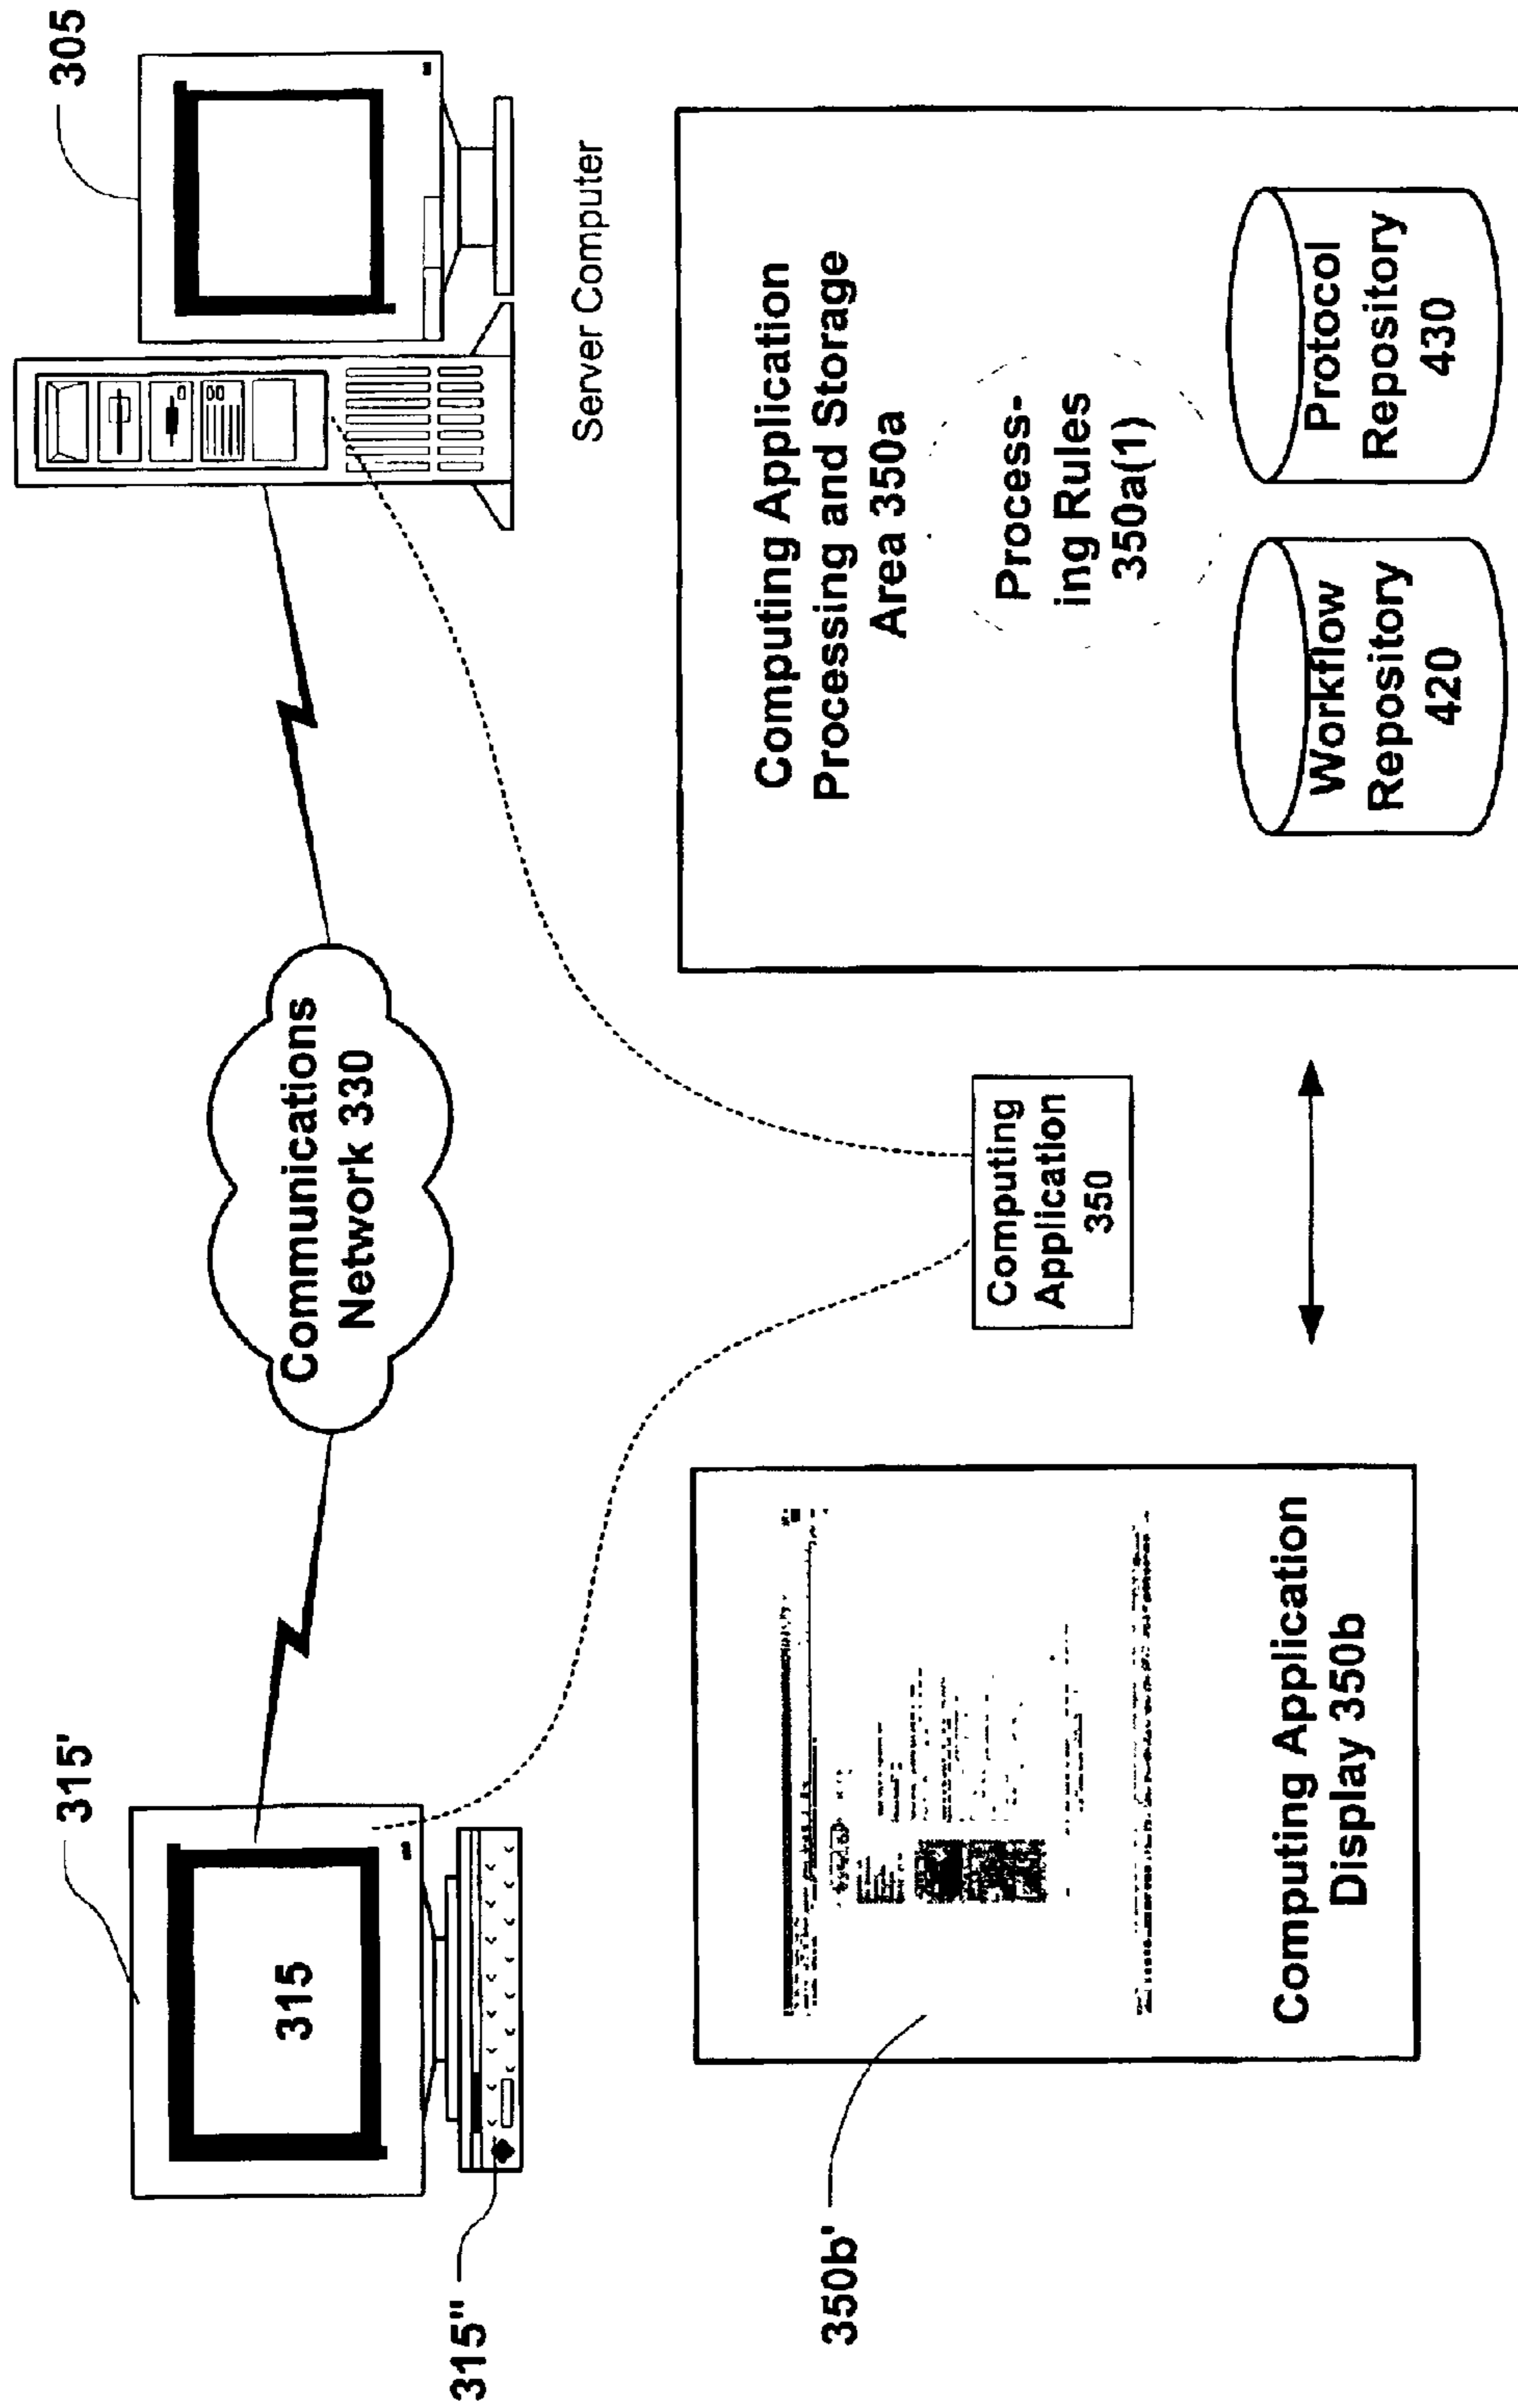 315'
315
315"
Communications
Network 330
305
Server Computer
Computing
Application
350
350b'
Computing Application
Display 350b
Computing Application
Processing and Storage
Area 350a
Process-
ing Rules
350a(1)
Workflow
Repository
420
Protocol
Repository
430